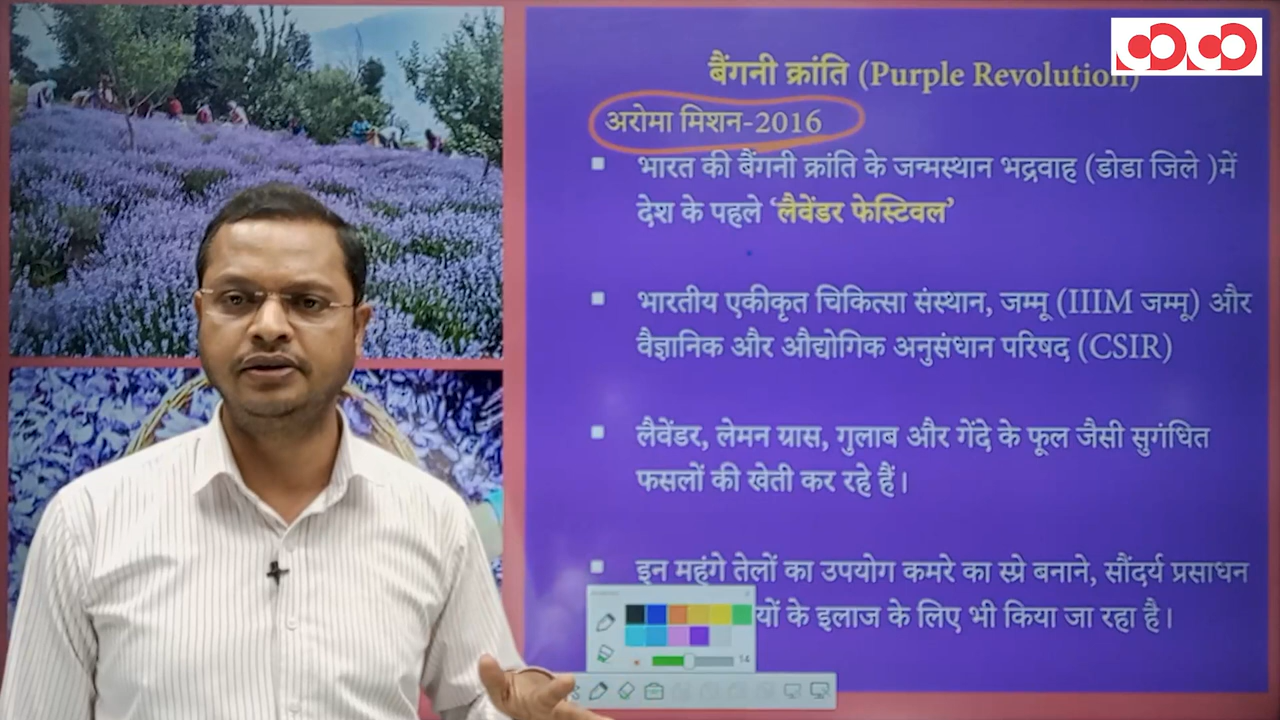 बैंगनी क्रांति (Purple Revolution)
अरोमा मिशन-2016
▪ भारत की बैंगनी क्रांति के जन्मस्थान भद्रवाह (डोडा जिले )में
देश के पहले ‘लैवेंडर फेस्टिवल’
▪ भारतीय एकीकृत चिकित्सा संस्थान, जम्मू (IIIM जम्मू) और
वैज्ञानिक और औद्योगिक अनुसंधान परिषद (CSIR)
▪ लैवेंडर, लेमन ग्रास, गुलाब और गेंदे के फूल जैसी सुगंधित
फसलों की खेती कर रहे हैं।
▪ इन महंगे तेलों का उपयोग कमरे का स्प्रे बनाने, सौंदर्य प्रसाधन
यों के इलाज के लिए भी किया जा रहा है।
14